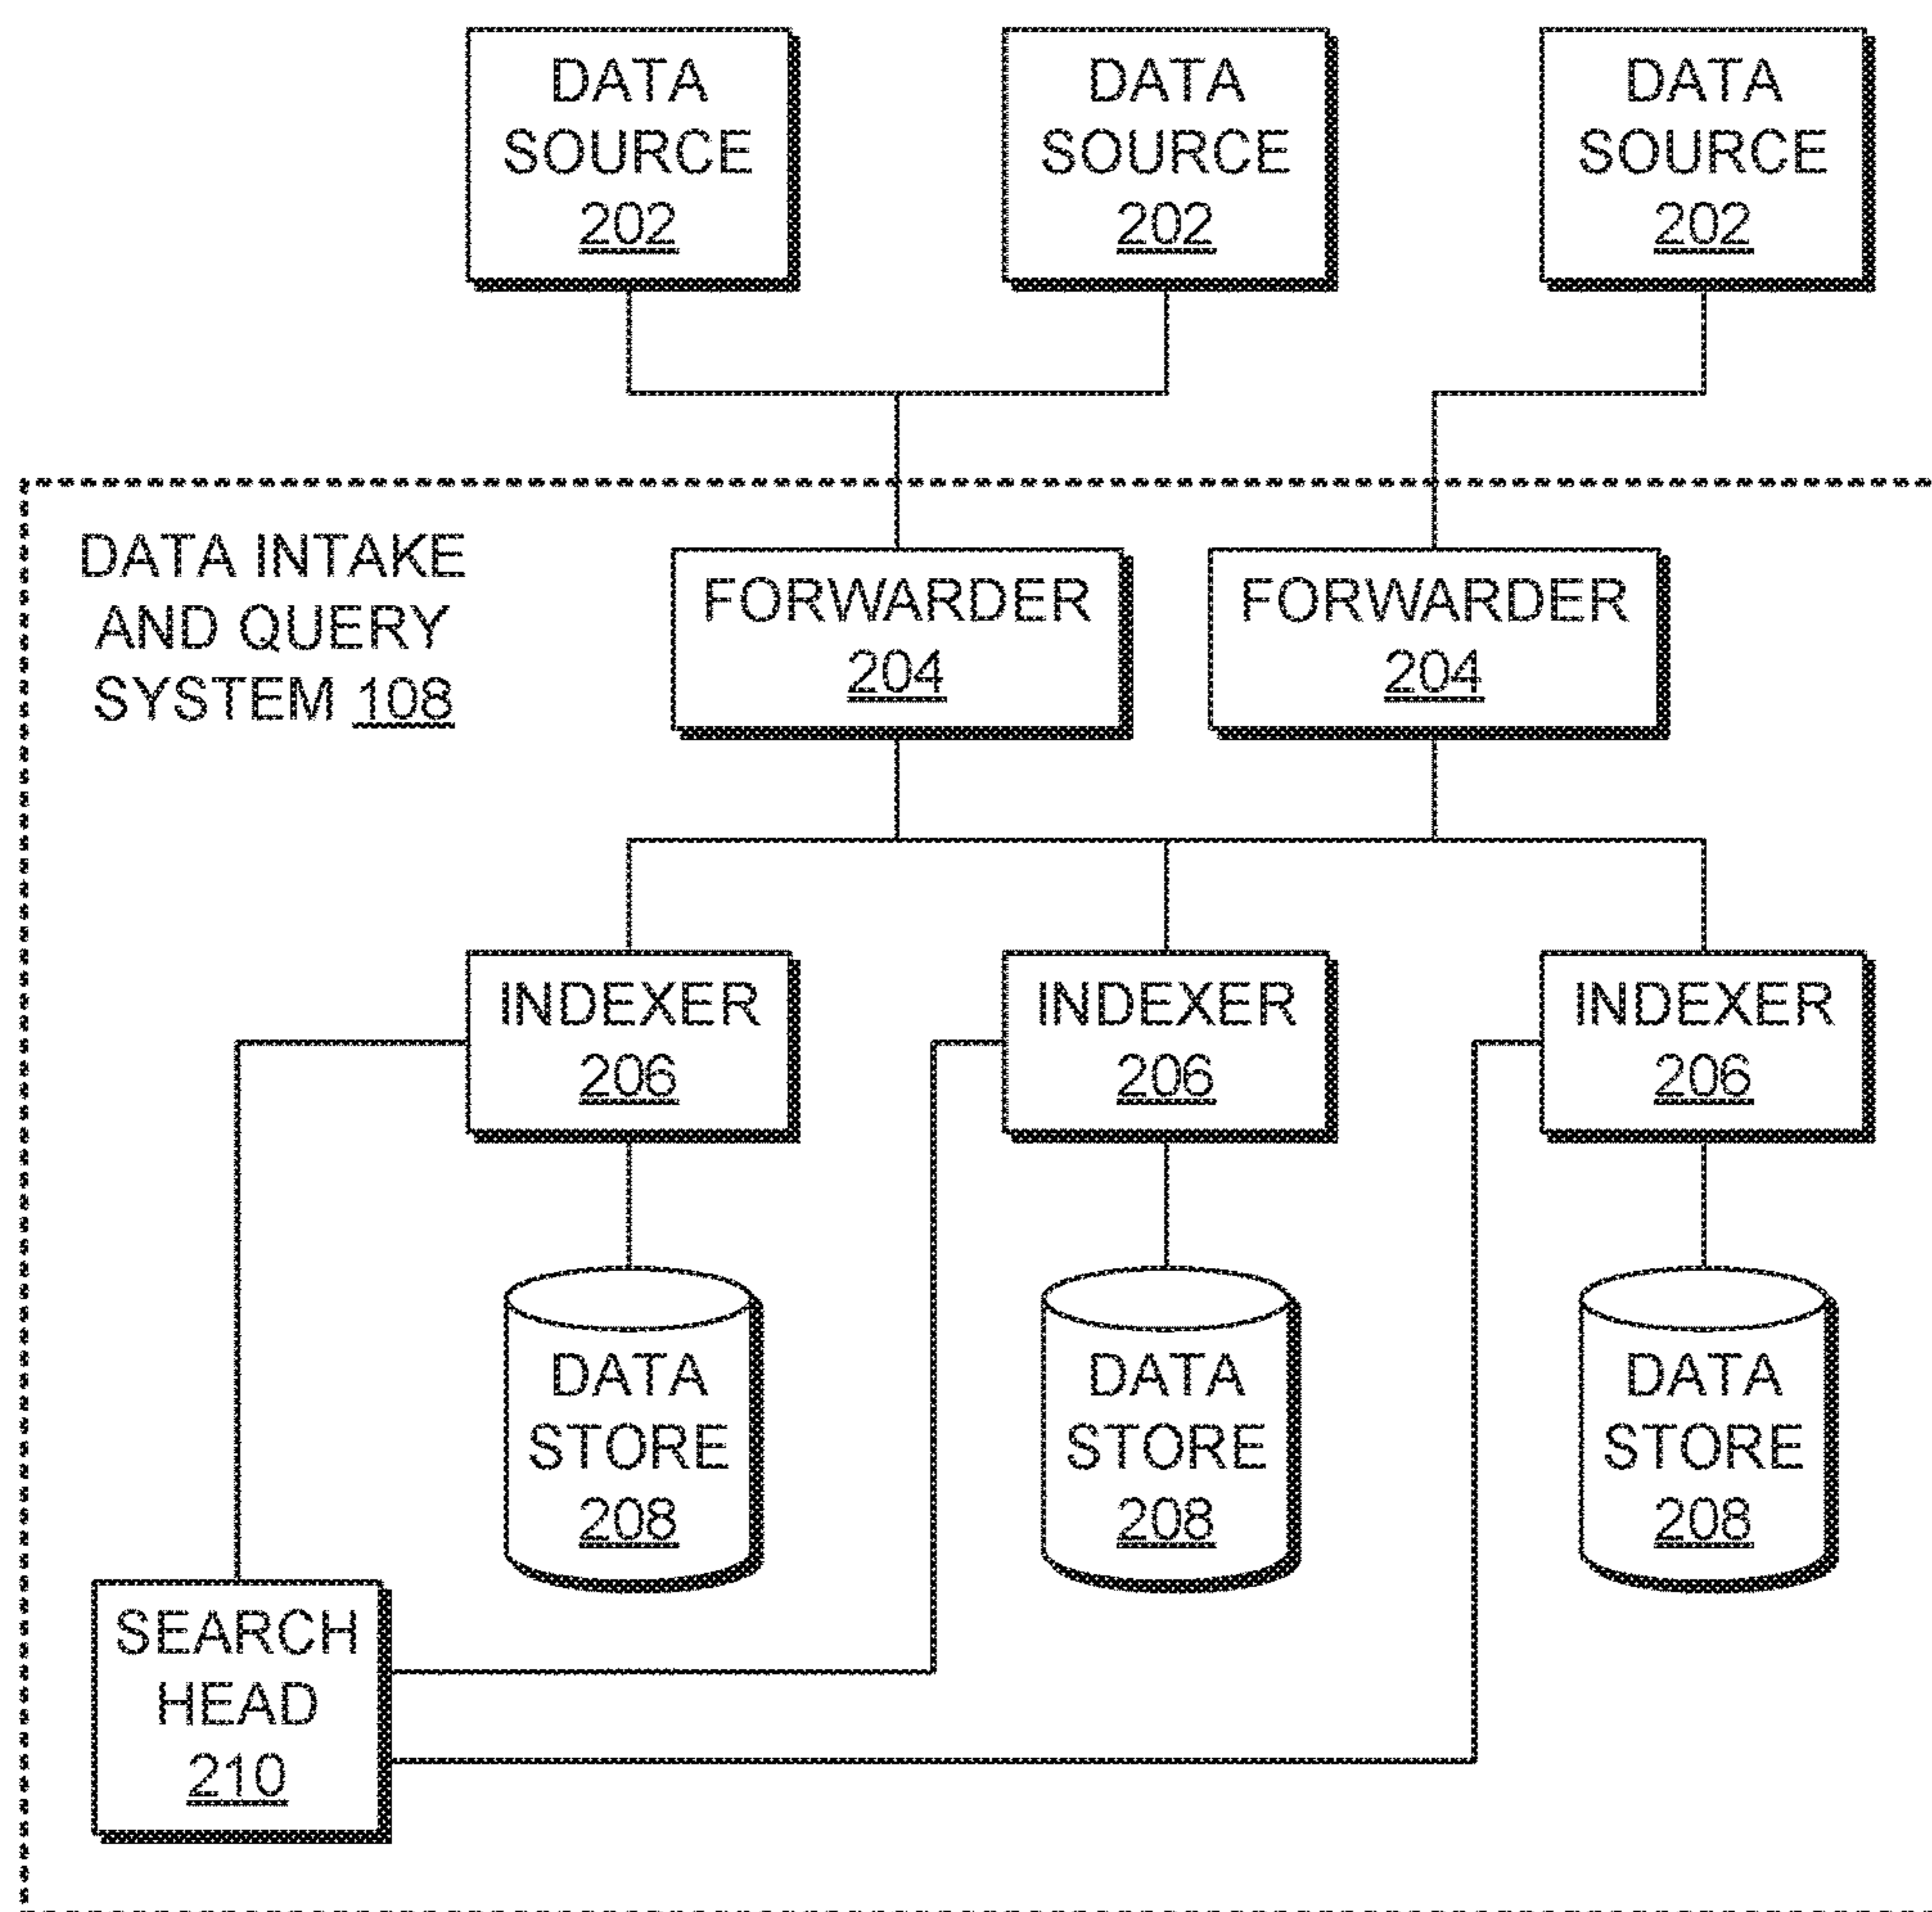 DATA
SOURCE
202
DATA
SOURCE
202
DATA
SOURCE
202
DATA INTAKE
AND QUERY
SYSTEM 108
FORWARDER
204
FORWARDER
204
INDEXER
206
INDEXER
206
INDEXER
206
DATA
STORE
208
DATA
STORE
208
DATA
STORE
208
SEARCH
HEAD
210